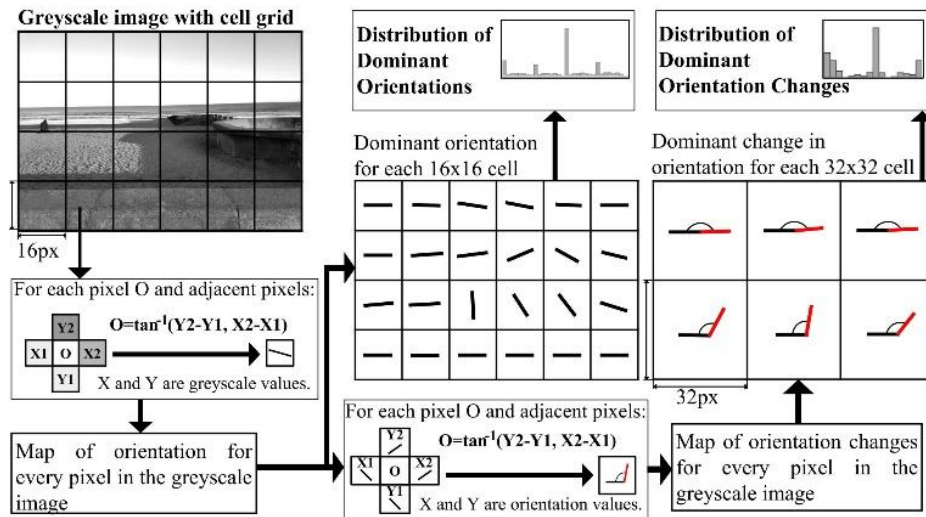 Greyscale image with cell grid
16px
For each pixel O and adjacent pixels:
Y2
O=tan⁻¹(Y2-Y1, X2-X1)
X1 O X2
Y1
X and Y are greyscale values.
Map of orientation for
every pixel in the greyscale
image
Distribution of
Dominant
Orientations
Dominant orientation
for each 16x16 cell
For each pixel O and adjacent pixels:
Y2
O=tan⁻¹(Y2-Y1, X2-X1)
X1 O X2
Y1
X and Y are orientation values.
Distribution of
Dominant
Orientation Changes
Dominant change in
orientation for each 32x32 cell
32px
Map of orientation changes
for every pixel in the
greyscale image